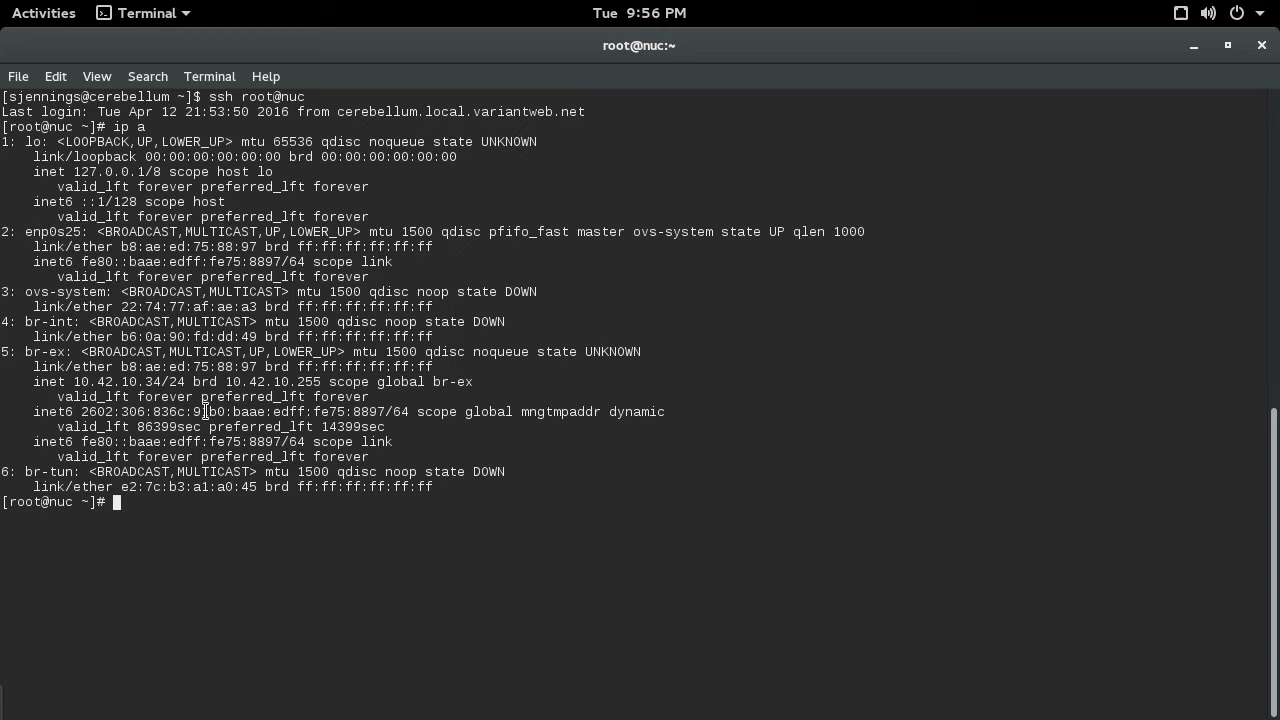 Activities Terminal Tue 9:56 PM
root@nuc:~
File Edit View Search Terminal Help
[sjennings@cerebellum ~]$ ssh root@nuc
Last login: Tue Apr 12 21:53:50 2016 from cerebellum.local.variantweb.net
[root@nuc ~]# ip a
1: lo: <LOOPBACK,UP,LOWER_UP> mtu 65536 qdisc noqueue state UNKNOWN
link/loopback 00:00:00:00:00:00 brd 00:00:00:00:00:00
inet 127.0.0.1/8 scope host lo
valid_lft forever preferred_lft forever
inet6 ::1/128 scope host
valid_lft forever preferred_lft forever
2: enp0s25: <BROADCAST,MULTICAST,UP,LOWER_UP> mtu 1500 qdisc pfifo_fast master ovs-system state UP qlen 1000
link/ether b8:ae:ed:75:88:97 brd ff:ff:ff:ff:ff:ff
inet6 fe80::baae:edff:fe75:8897/64 scope link
valid_lft forever preferred_lft forever
3: ovs-system: <BROADCAST,MULTICAST> mtu 1500 qdisc noop state DOWN
link/ether 22:74:77:af:ae:a3 brd ff:ff:ff:ff:ff:ff
4: br-int: <BROADCAST,MULTICAST> mtu 1500 qdisc noop state DOWN
link/ether b6:0a:90:fd:dd:49 brd ff:ff:ff:ff:ff:ff
5: br-ex: <BROADCAST,MULTICAST,UP,LOWER_UP> mtu 1500 qdisc noqueue state UNKNOWN
link/ether b8:ae:ed:75:88:97 brd ff:ff:ff:ff:ff:ff
inet 10.42.10.34/24 brd 10.42.10.255 scope global br-ex
valid_lft forever preferred_lft forever
inet6 scope global mngtmpaddr dynamic
valid_lft 86399sec preferred_lft 14399sec
inet6 fe80::baae:edff:fe75:8897/64 scope link
valid_lft forever preferred_lft forever
6: br-tun: <BROADCAST,MULTICAST> mtu 1500 qdisc noop state DOWN
link/ether e2:7c:b3:a1:a0:45 brd ff:ff:ff:ff:ff:ff
[root@nuc ~]#